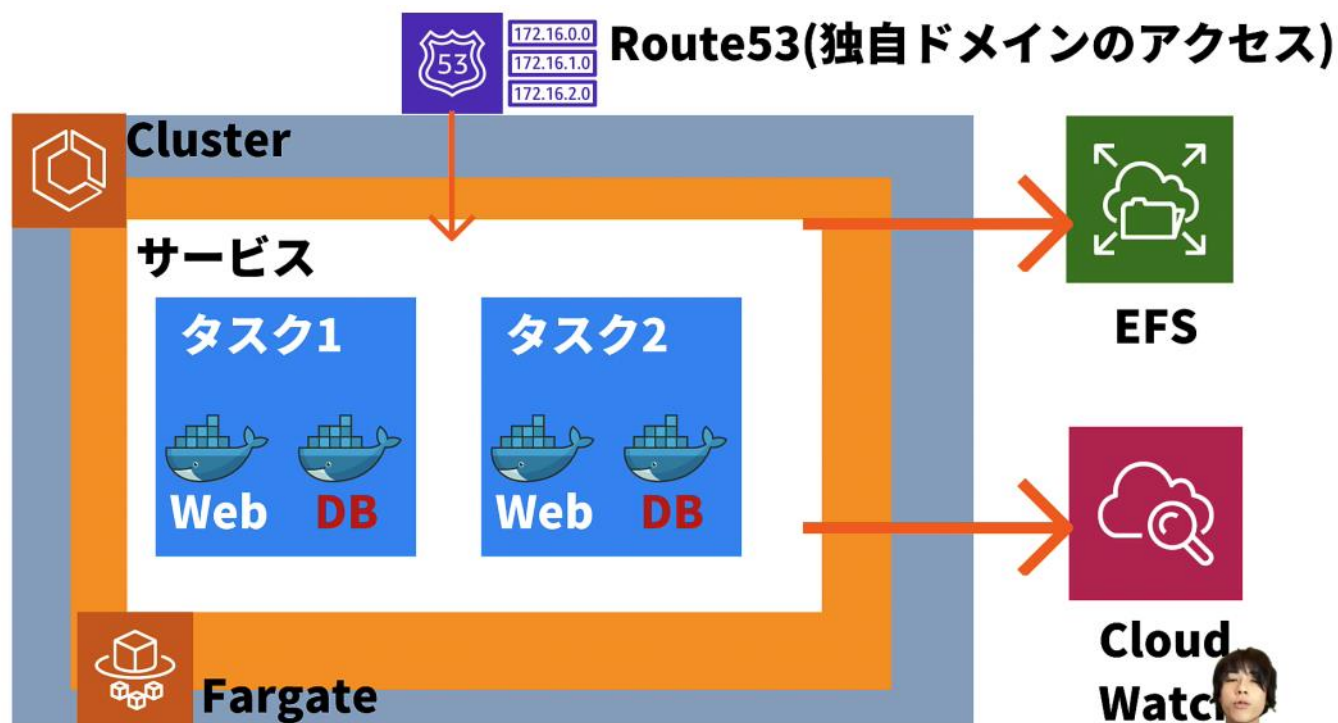 172.16.0.0
172.16.1.0
172.16.2.0
53
Route53(独自ドメインのアクセス)
Cluster
サービス
タスク1
タスク2
Web DB
Web DB
EFS
Cloud
Fargate